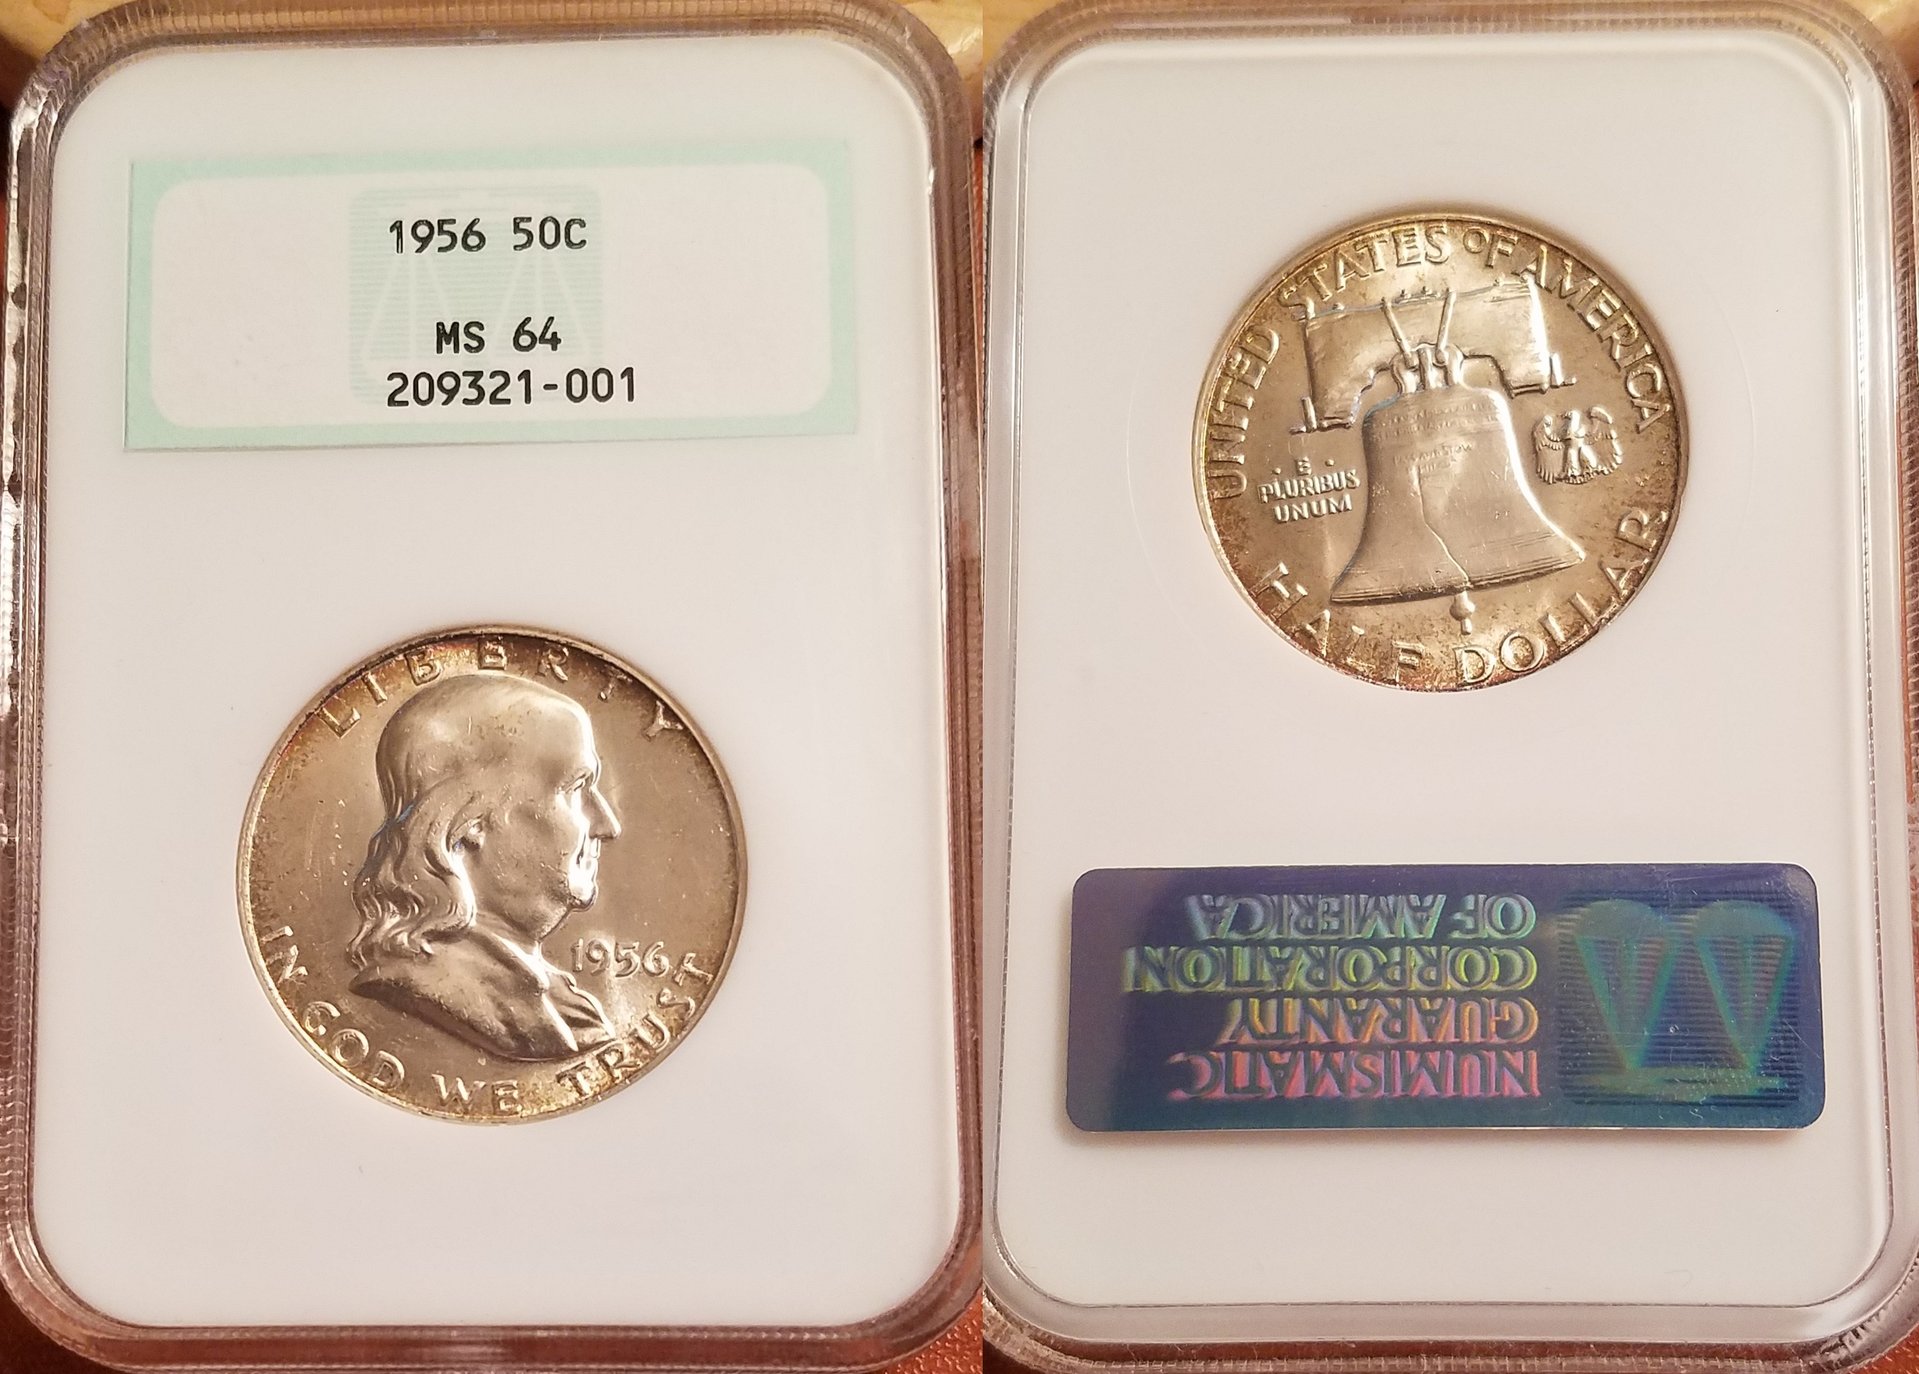 1956 50C
MS 64
209321-001
LIBERTY
1956
IN GOD WE TRUST
UNITED STATES OF AMERICA
· E ·
PLURIBUS
UNUM
HALF DOLLAR
NUMISMATIC
GUARANTY
CORPORATION
OF AMERICA